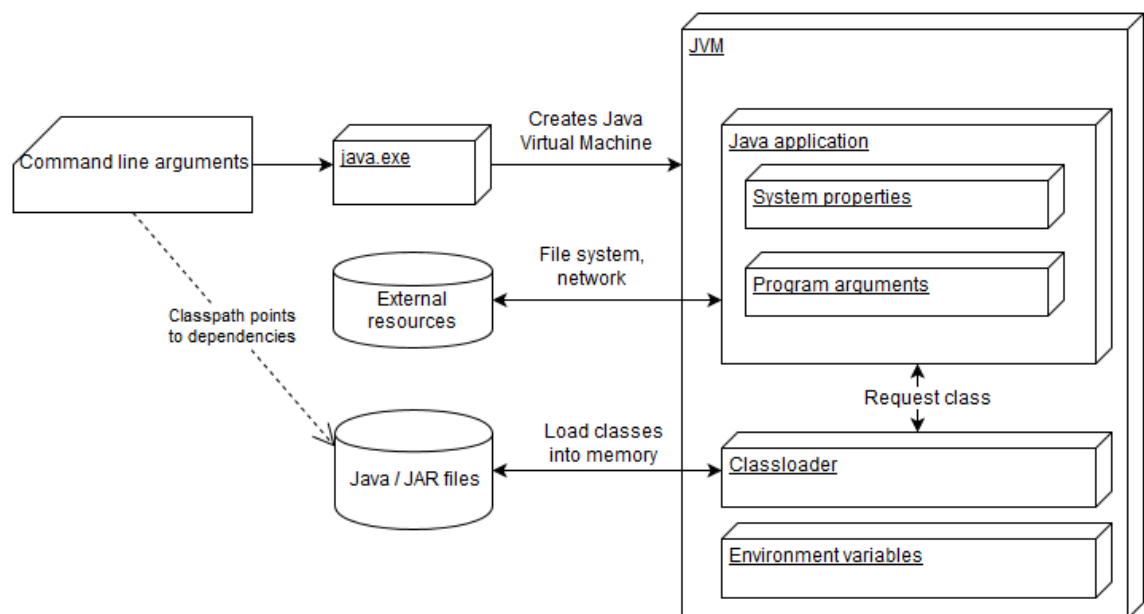 JVM
Creates Java
Virtual Machine
Java application
Command line arguments
java.exe
System properties
File system,
network
Program arguments
External
resources
Classpath points
to dependencies
Request class
Load classes
into memory
Classloader
Java / JAR files
Environment variables